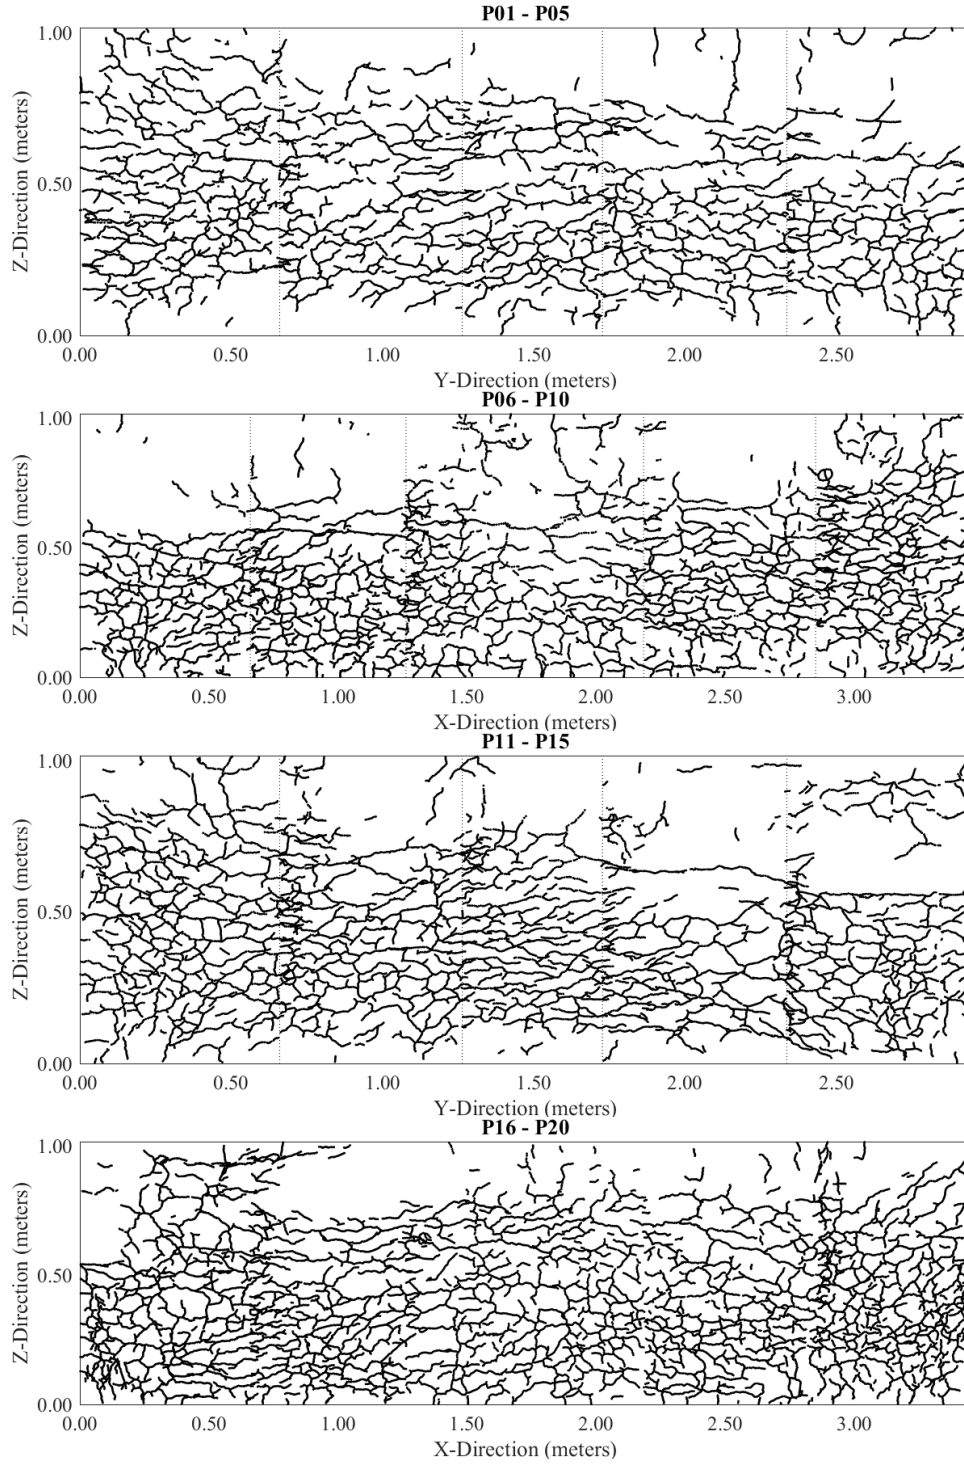 P01 - P05
1.00
0.50
0.00
Z-Direction (meters)
0.00 0.50 1.00 1.50 2.00 2.50
Y-Direction (meters)
P06 - P10
1.00
0.50
0.00
Z-Direction (meters)
0.00 0.50 1.00 1.50 2.00 2.50 3.00
X-Direction (meters)
P11 - P15
1.00
0.50
0.00
Z-Direction (meters)
0.00 0.50 1.00 1.50 2.00 2.50
Y-Direction (meters)
P16 - P20
1.00
0.50
0.00
Z-Direction (meters)
0.00 0.50 1.00 1.50 2.00 2.50 3.00
X-Direction (meters)